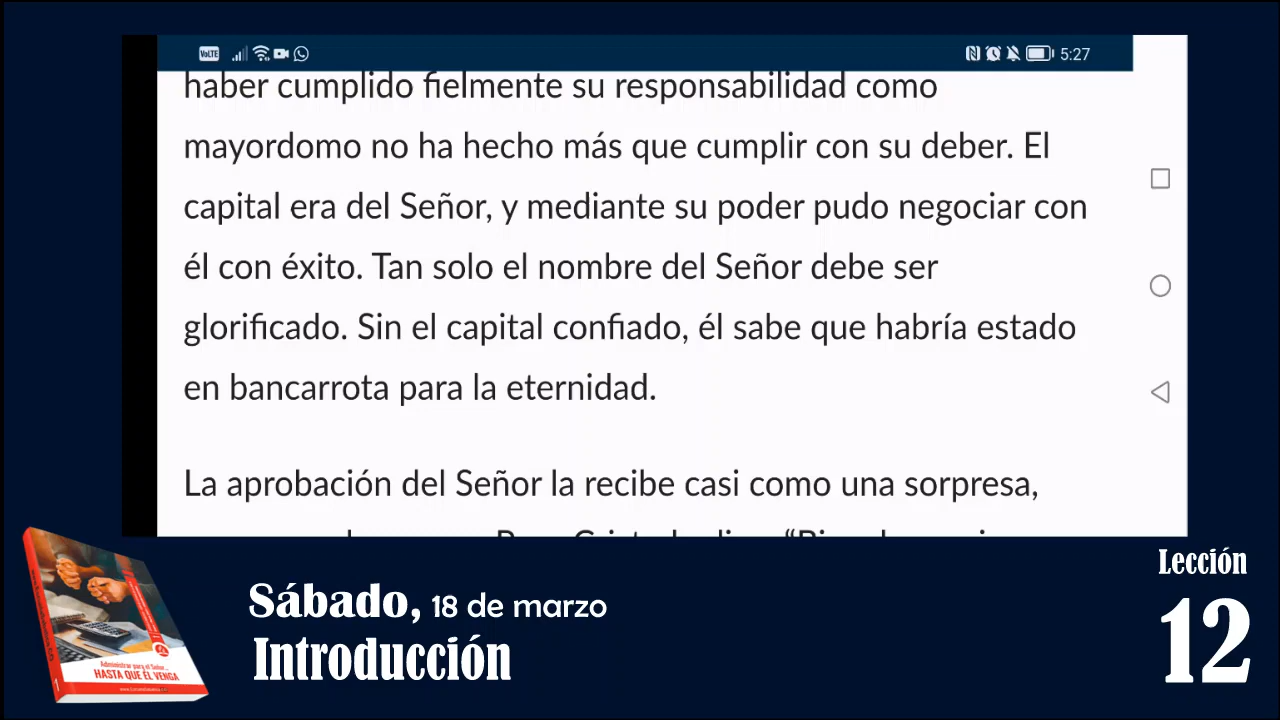 VoLTE
5:27
haber cumplido fielmente su responsabilidad como
mayordomo no ha hecho más que cumplir con su deber. El
capital era del Señor, y mediante su poder pudo negociar con
él con éxito. Tan solo el nombre del Señor debe ser
glorificado. Sin el capital confiado, él sabe que habría estado
en bancarrota para la eternidad.
La aprobación del Señor la recibe casi como una sorpresa,
Lección
12
Sábado, 18 de marzo
Introducción
Administrar para el Señor...
HASTA QUE ÉL VENGA
1